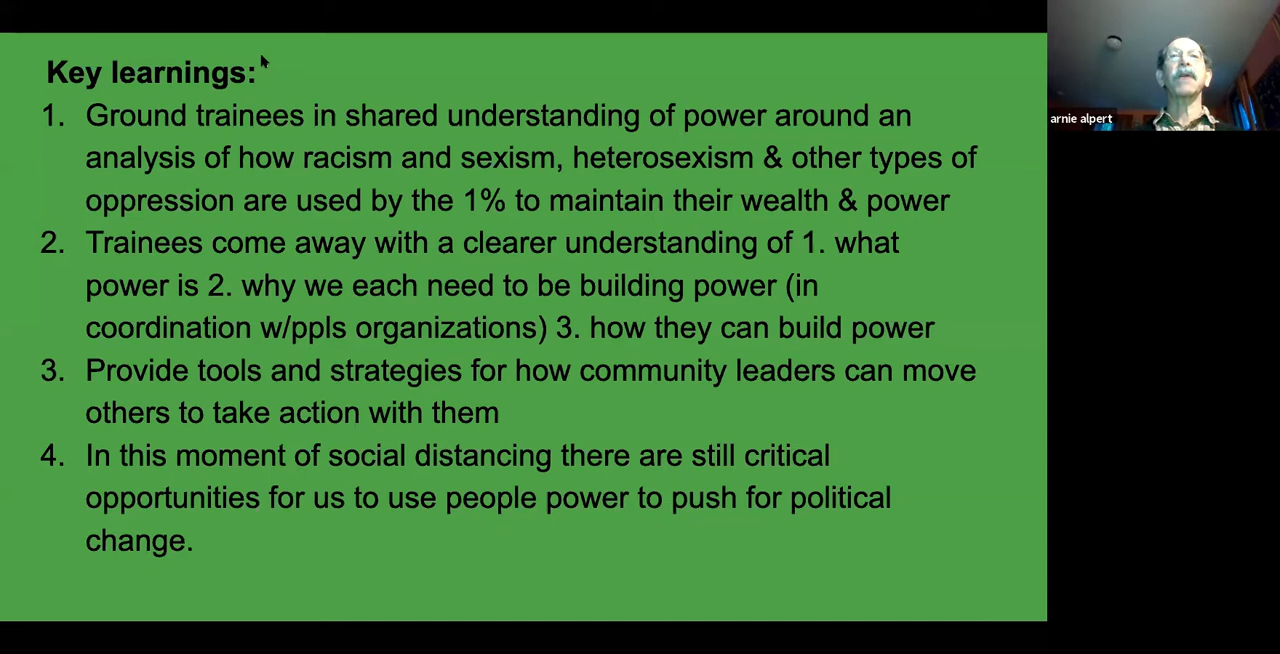 Key learnings:
1. Ground trainees in shared understanding of power around an
analysis of how racism and sexism, heterosexism & other types of
oppression are used by the 1% to maintain their wealth & power
2. Trainees come away with a clearer understanding of 1. what
power is 2. why we each need to be building power (in
coordination w/ppls organizations) 3. how they can build power
3. Provide tools and strategies for how community leaders can move
others to take action with them
4. In this moment of social distancing there are still critical
opportunities for us to use people power to push for political
change.
arnie alpert